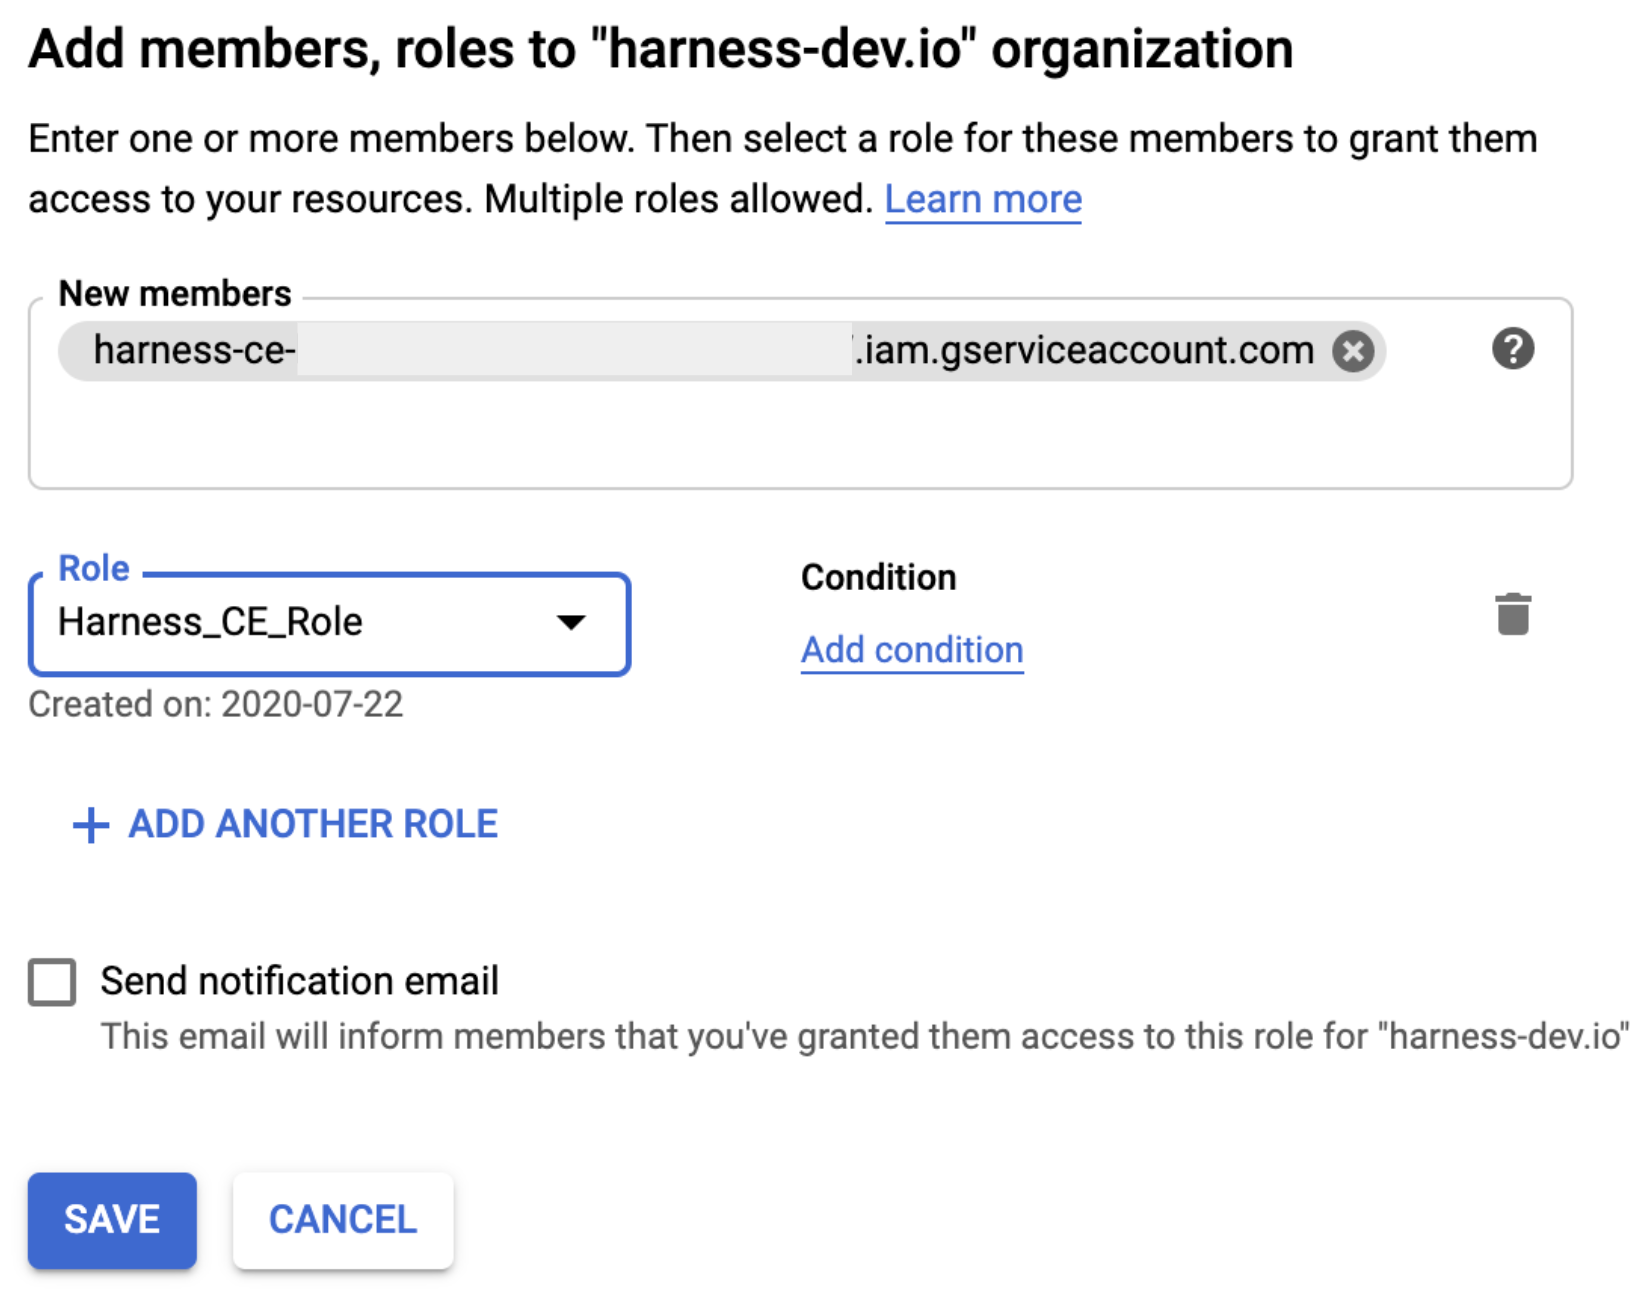 Add members, roles to "harness-dev.io" organization
Enter one or more members below. Then select a role for these members to grant them
access to your resources. Multiple roles allowed. Learn more
New members
harness-ce- .iam.gserviceaccount.com
Role
Harness_CE_Role
Created on: 2020-07-22
Condition
Add condition
ADD ANOTHER ROLE
Send notification email
This email will inform members that you've granted them access to this role for "harness-dev.io"
SAVE
CANCEL